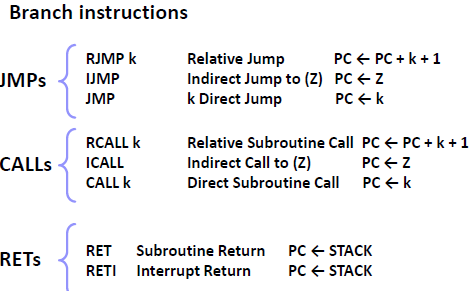 Branch instructions
JMPs
RJMP k Relative Jump PC ← PC + k + 1
IJMP Indirect Jump to (Z) PC ← Z
JMP k Direct Jump PC ← k
CALLs
RCALL k Relative Subroutine Call PC ← PC + k + 1
ICALL Indirect Call to (Z) PC ← Z
CALL k Direct Subroutine Call PC ← k
RETs
RET Subroutine Return PC ← STACK
RETI Interrupt Return PC ← STACK